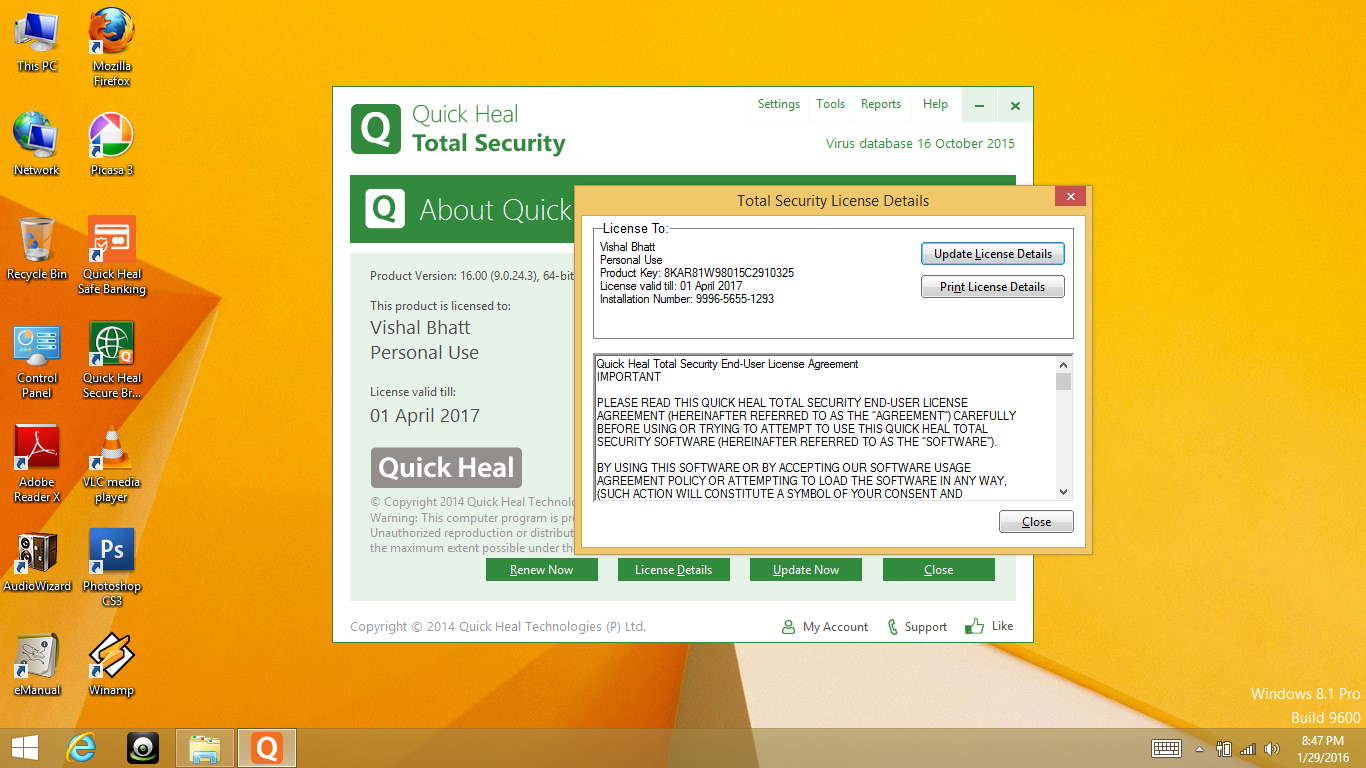 This PC
Mozilla
Firefox
Network
Picasa 3
Recycle Bin
Quick Heal
Safe Banking
Control
Panel
Quick Heal
Secure Br...
Adobe
Reader X
VLC media
player
AudioWizard
Ps
Photoshop
CS3
eManual
Winamp
Q
Quick Heal
Total Security
Settings
Tools
Reports
Help
Virus database 16 October 2015
Q
About Quick
Product Version: 16.00 (9.0.24.3), 64-bit
This product is licensed to:
Vishal Bhatt
Personal Use
License valid till:
01 April 2017
Quick Heal
© Copyright 2014 Quick Heal Technolo
Warning: This computer program is pro
Unauthorized reproduction or distribut
the maximum extent possible under the
Renew Now
License Details
Update Now
Close
Copyright © 2014 Quick Heal Technologies (P) Ltd.
My Account
Support
Like
Total Security License Details
License To:
Vishal Bhatt
Personal Use
Product Key: 8KAR81W98015C2910325
License valid till: 01 April 2017
Installation Number: 9996-5655-1293
Update License Details
Print License Details
Quick Heal Total Security End-User License Agreement
IMPORTANT
PLEASE READ THIS QUICK HEAL TOTAL SECURITY END-USER LICENSE
AGREEMENT (HEREINAFTER REFERRED TO AS THE "AGREEMENT") CAREFULLY
BEFORE USING OR TRYING TO ATTEMPT TO USE THIS QUICK HEAL TOTAL
SECURITY SOFTWARE (HEREINAFTER REFERRED TO AS THE "SOFTWARE").
BY USING THIS SOFTWARE OR BY ACCEPTING OUR SOFTWARE USAGE
AGREEMENT POLICY OR ATTEMPTING TO LOAD THE SOFTWARE IN ANY WAY,
(SUCH ACTION WILL CONSTITUTE A SYMBOL OF YOUR CONSENT AND
Close
Windows 8.1 Pro
Build 9600
Q
8:47 PM
1/29/2016